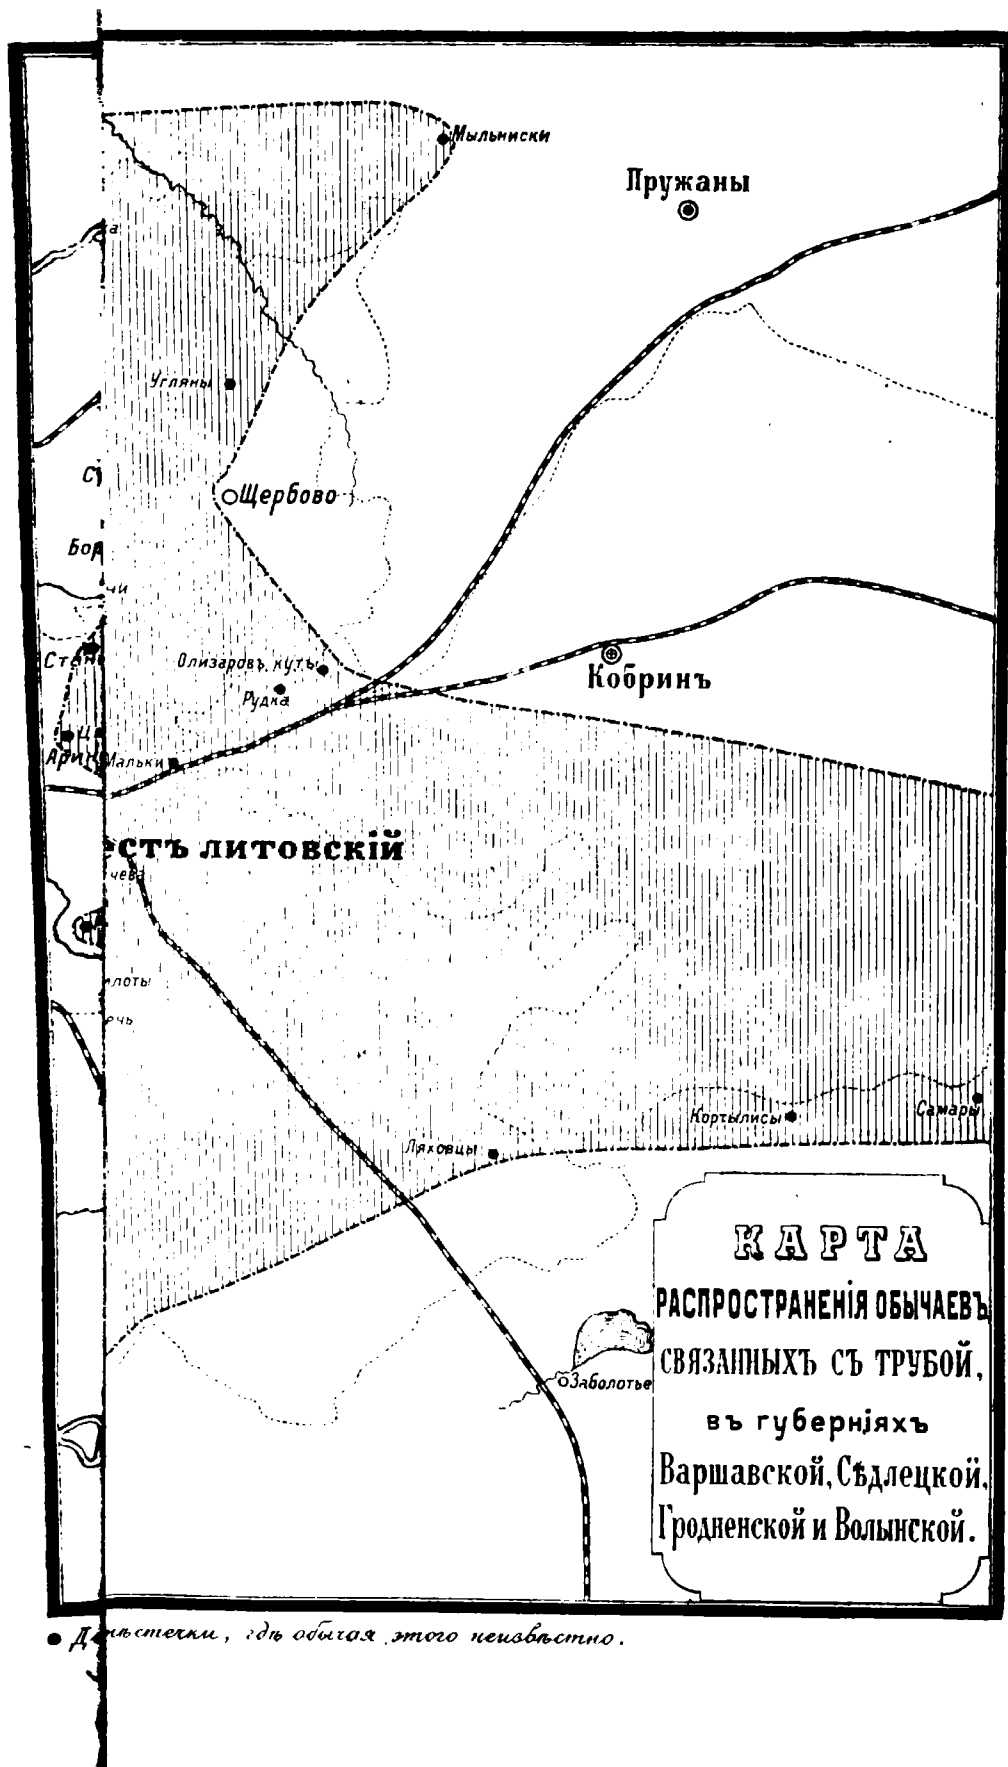 Мыльниски
Пружаны
Угляны
Щербово
Олизаровъ кутъ
Рудка
Кобринъ
Мальки
естъ литовскій
Ляховцы
Кортылисы
Самары
Заболотье
КАРТА
РАСПРОСТРАНЕНІЯ ОБЫЧАЕВЪ
СВЯЗАННЫХЪ СЪ ТРУБОЙ,
въ губерніяхъ
Варшавской, Сѣдлецкой,
Гродненской и Волынской.
мѣстечки, гдѣ обычая этого неизвѣстно.